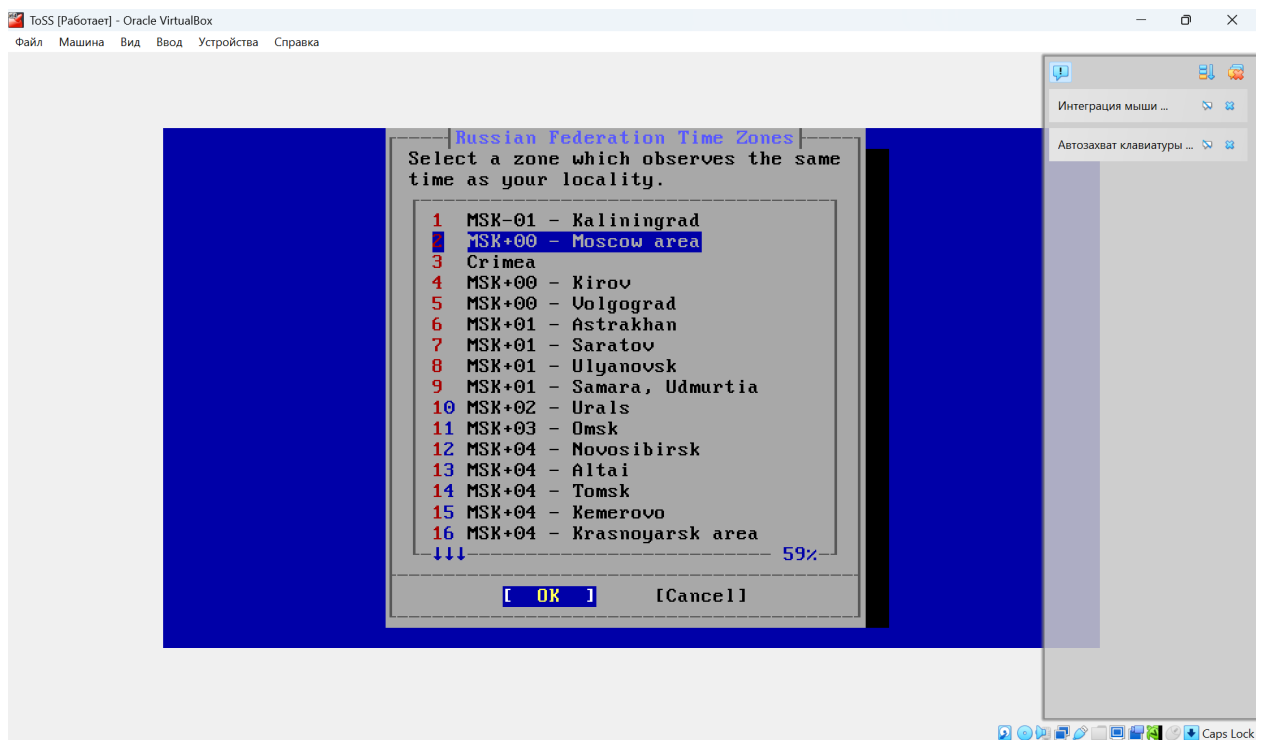 ToSS [Работает] - Oracle VirtualBox
Файл Машина Вид Ввод Устройства Справка
Интеграция мыши ...
Автозахват клавиатуры ...
Russian Federation Time Zones
Select a zone which observes the same
time as your locality.
1 MSK-01 - Kaliningrad
2 MSK+00 - Moscow area
3 Crimea
4 MSK+00 - Kirov
5 MSK+00 - Volgograd
6 MSK+01 - Astrakhan
7 MSK+01 - Saratov
8 MSK+01 - Ulyanovsk
9 MSK+01 - Samara, Udmurtia
10 MSK+02 - Urals
11 MSK+03 - Omsk
12 MSK+04 - Novosibirsk
13 MSK+04 - Altai
14 MSK+04 - Tomsk
15 MSK+04 - Kemerovo
16 MSK+04 - Krasnoyarsk area
↓↓↓ 59%
[ OK ] [Cancel]
Caps Lock